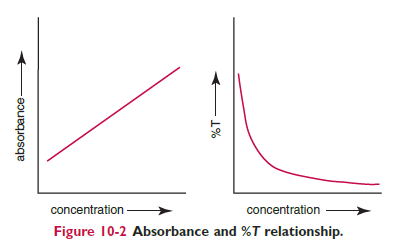 absorbance
concentration
%T
concentration
Figure 10-2 Absorbance and %T relationship.